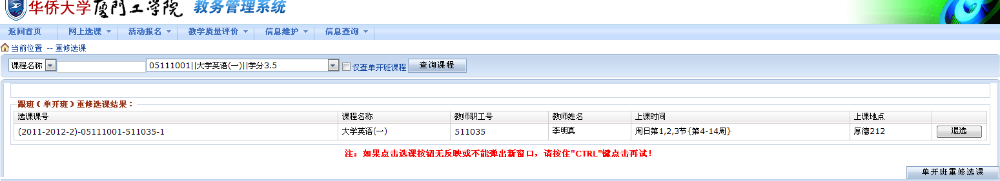 华侨大学厦门工学院 教务管理系统
返回首页 网上选课 活动报名 教学质量评价 信息维护 信息查询
当前位置 -- 重修选课
课程名称 05111001||大学英语(一)||学分3.5 仅查单开班课程 查询课程
跟班（单开班）重修选课结果：
选课课号 课程名称 教师职工号 教师姓名 上课时间 上课地点
(2011-2012-2)-05111001-511035-1 大学英语(一) 511035 李明真 周日第1,2,3节{第4-14周} 厚德212 退选
注：如果点击选课按钮无反映或不能弹出新窗口，请按住"CTRL"键点击再试！
单开班重修选课